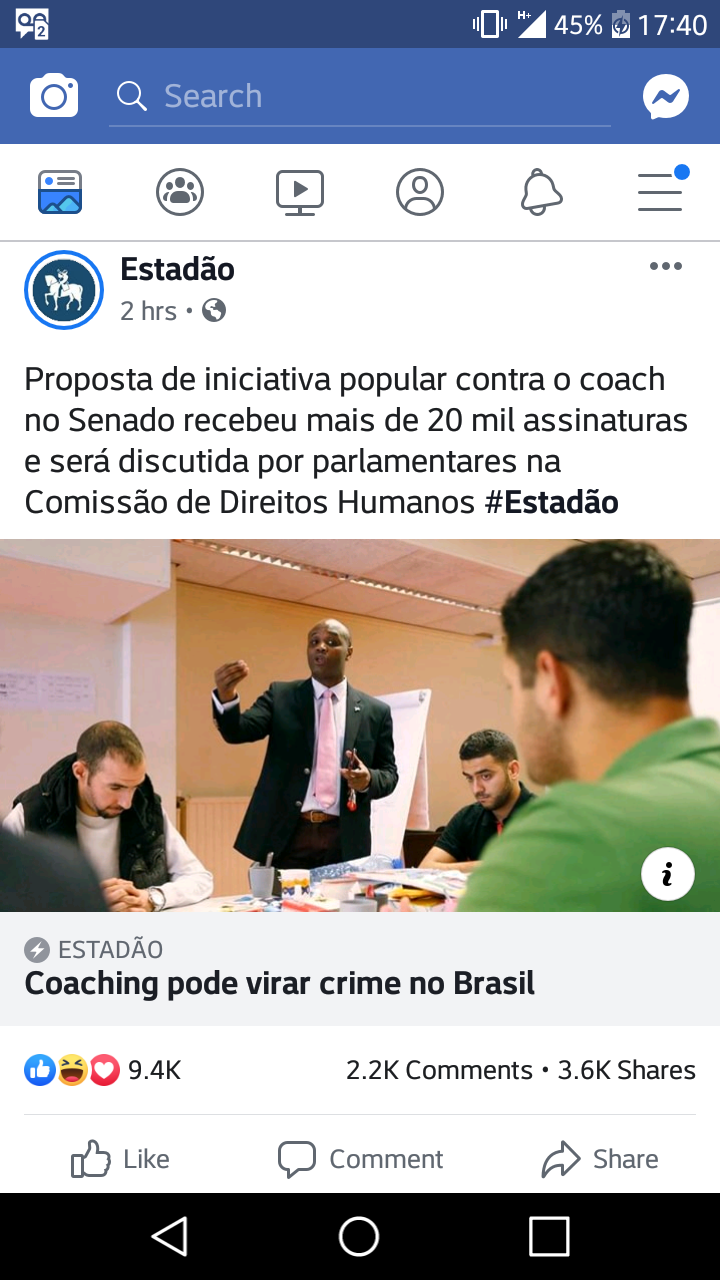 2
H+ 45% 17:40
Search
Estadão
2 hrs •
Proposta de iniciativa popular contra o coach
no Senado recebeu mais de 20 mil assinaturas
e será discutida por parlamentares na
Comissão de Direitos Humanos #Estadão
i
ESTADÃO
Coaching pode virar crime no Brasil
9.4K 2.2K Comments • 3.6K Shares
Like Comment Share